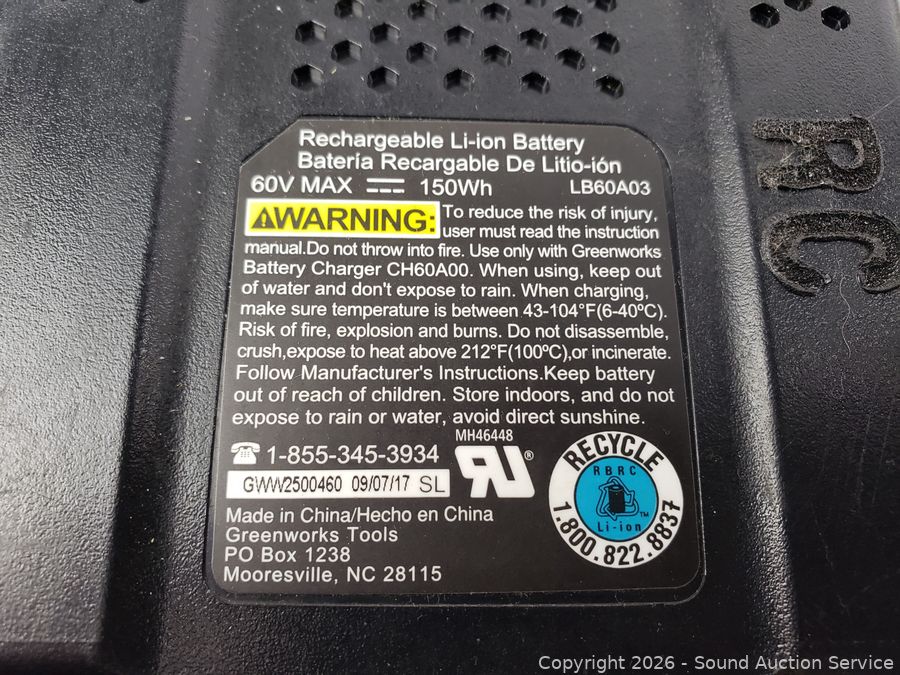 Rechargeable Li-ion Battery
Batería Recargable De Litio-ión
60V MAX 150Wh LB60A03
WARNING: To reduce the risk of injury,
user must read the instruction
manual.Do not throw into fire. Use only with Greenworks
Battery Charger CH60A00. When using, keep out
of water and don't expose to rain. When charging,
make sure temperature is between 43-104°F(6-40ºC).
Risk of fire, explosion and burns. Do not disassemble,
crush,expose to heat above 212°F(100ºC),or incinerate.
Follow Manufacturer's Instructions.Keep battery
out of reach of children. Store indoors, and do not
expose to rain or water, avoid direct sunshine.
MH46448
1-855-345-3934
GWW2500460 09/07/17 SL
Made in China/Hecho en China
Greenworks Tools
PO Box 1238
Mooresville, NC 28115
RU®
RECYCLE
RBRC
Li-ion
™
1.800.822.8837
RC
Copyright 2026 - Sound Auction Service